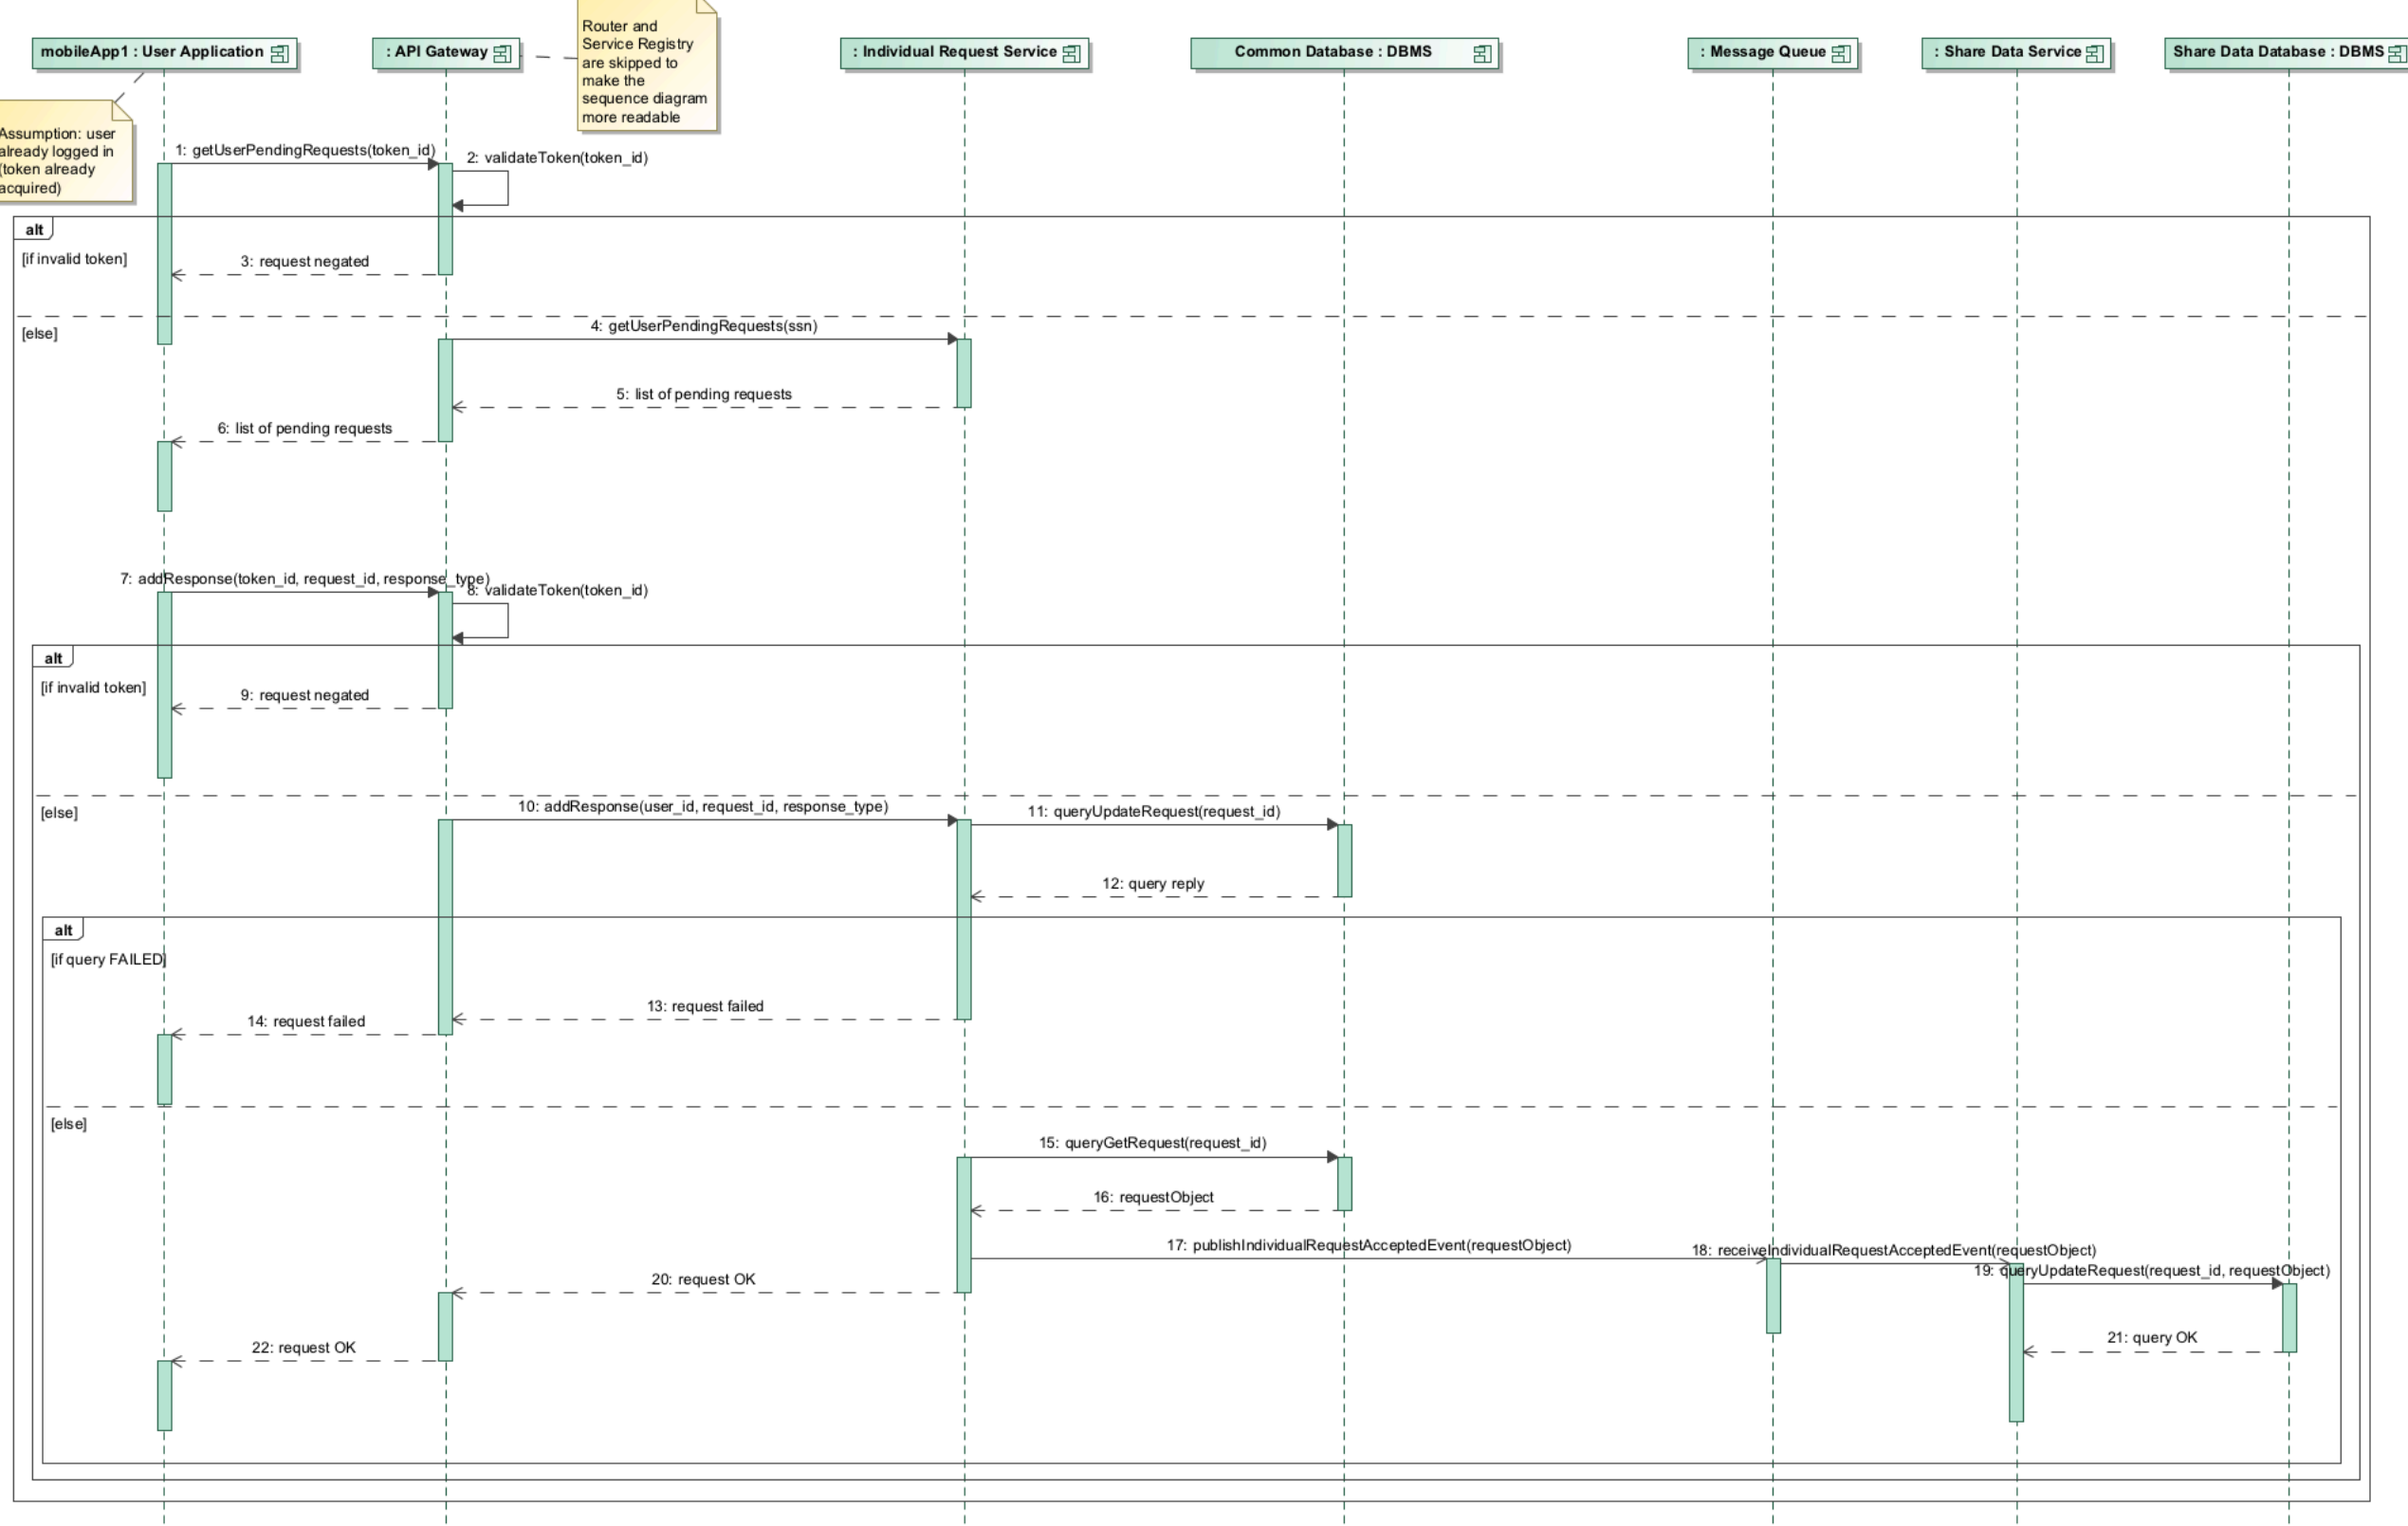 Router and
Service Registry
are skipped to
make the
sequence diagram
more readable
mobileApp1 : User Application
: API Gateway
: Individual Request Service
Common Database : DBMS
: Message Queue
: Share Data Service
Share Data Database : DBMS
Assumption: user
already logged in
(token already
acquired)
1: getUserPendingRequests(token_id)
2: validateToken(token_id)
alt
[if invalid token]
3: request negated
[else]
4: getUserPendingRequests(ssn)
5: list of pending requests
6: list of pending requests
7: addResponse(token_id, request_id, response_type)
8: validateToken(token_id)
alt
[if invalid token]
9: request negated
[else]
10: addResponse(user_id, request_id, response_type)
11: queryUpdateRequest(request_id)
12: query reply
alt
[if query FAILED]
13: request failed
14: request failed
[else]
15: queryGetRequest(request_id)
16: requestObject
17: publishIndividualRequestAcceptedEvent(requestObject)
18: receiveIndividualRequestAcceptedEvent(requestObject)
19: queryUpdateRequest(request_id, requestObject)
20: request OK
21: query OK
22: request OK